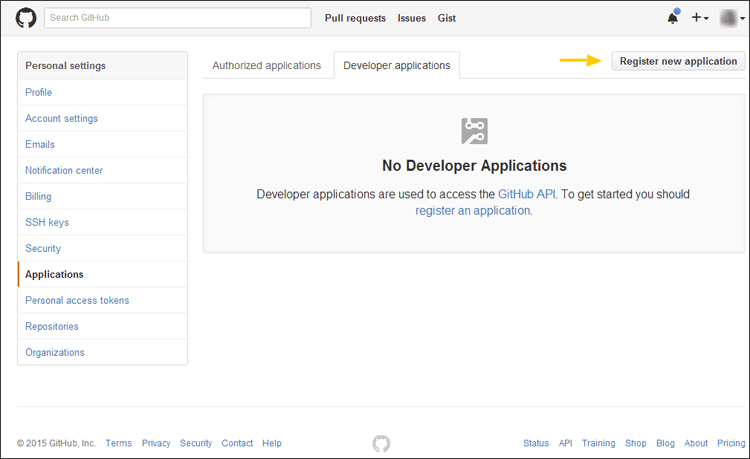 Search GitHub Pull requests Issues Gist
Personal settings
Profile
Account settings
Emails
Notification center
Billing
SSH keys
Security
Applications
Personal access tokens
Repositories
Organizations
Authorized applications Developer applications Register new application
No Developer Applications
Developer applications are used to access the GitHub API. To get started you should
register an application.
© 2015 GitHub, Inc. Terms Privacy Security Contact Help Status API Training Shop Blog About Pricing